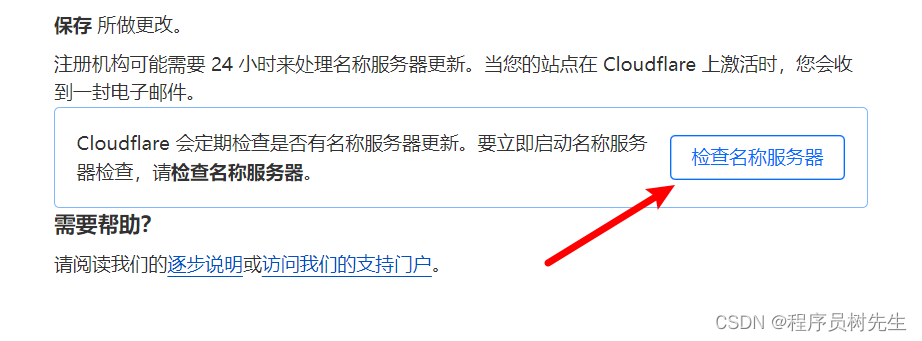 保存 所做更改。
注册机构可能需要 24 小时来处理名称服务器更新。当您的站点在 Cloudflare 上激活时，您会收
到一封电子邮件。
Cloudflare 会定期检查是否有名称服务器更新。要立即启动名称服务
器检查，请检查名称服务器。
检查名称服务器
需要帮助？
请阅读我们的逐步说明或访问我们的支持门户。
CSDN @程序员树先生